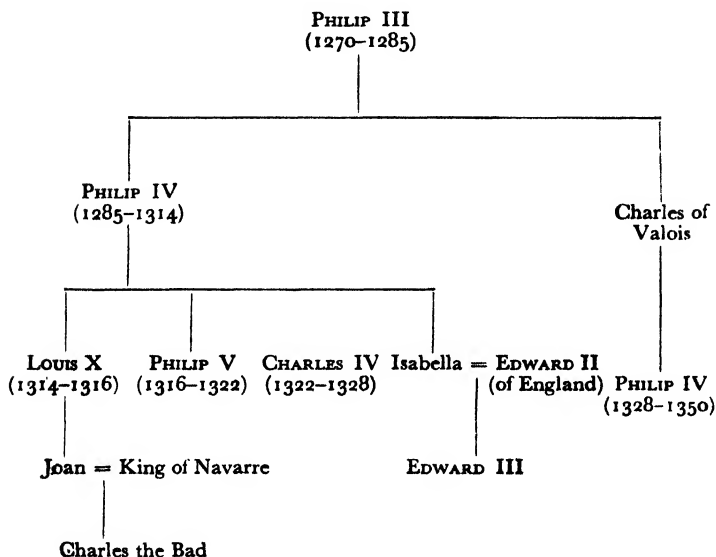 PHILIP III
(1270–1285)
PHILIP IV
(1285–1314)
Charles of
Valois
LOUIS X
(1314–1316)
PHILIP V
(1316–1322)
CHARLES IV
(1322–1328)
Isabella = EDWARD II
(of England)
PHILIP IV
(1328–1350)
Joan = King of Navarre
EDWARD III
Charles the Bad